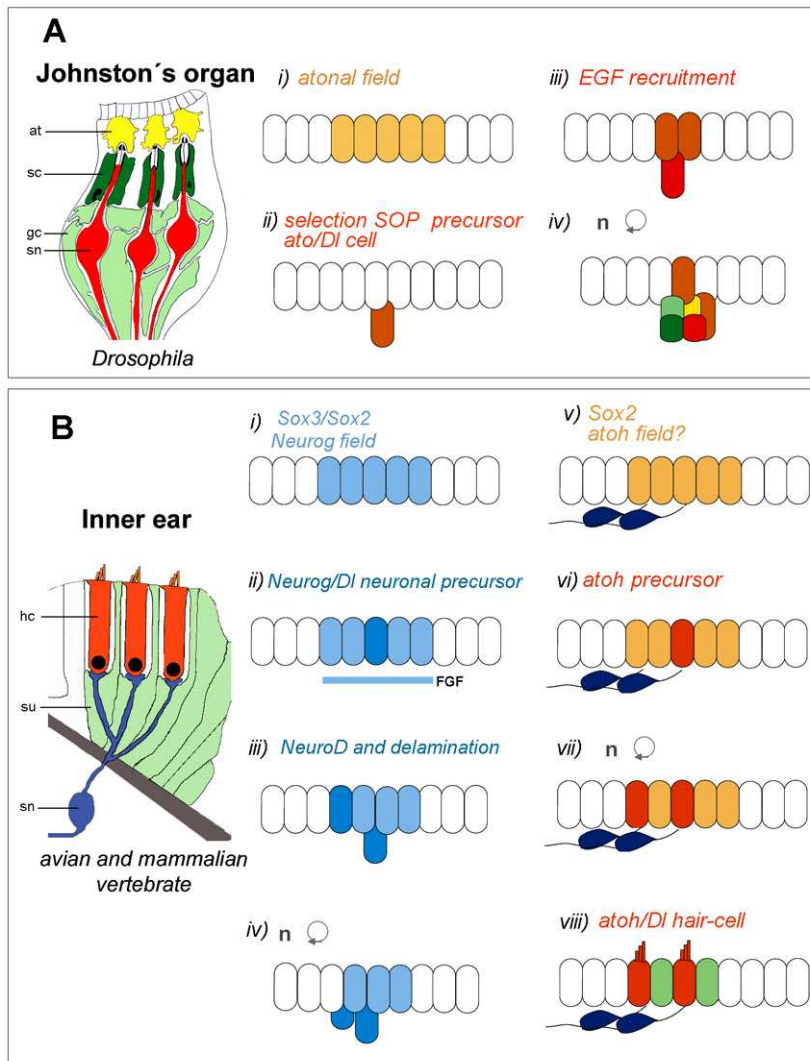 A
Johnston´s organ
at
sc
gc
sn
Drosophila
i) atonal field
ii) selection SOP precursor
ato/Dl cell
iii) EGF recruitment
iv) n
B
Inner ear
hc
su
sn
avian and mammalian
vertebrate
i) Sox3/Sox2
Neurog field
ii) Neurog/Dl neuronal precursor
FGF
iii) NeuroD and delamination
iv) n
v) Sox2
atoh field?
vi) atoh precursor
vii) n
viii) atoh/Dl hair-cell